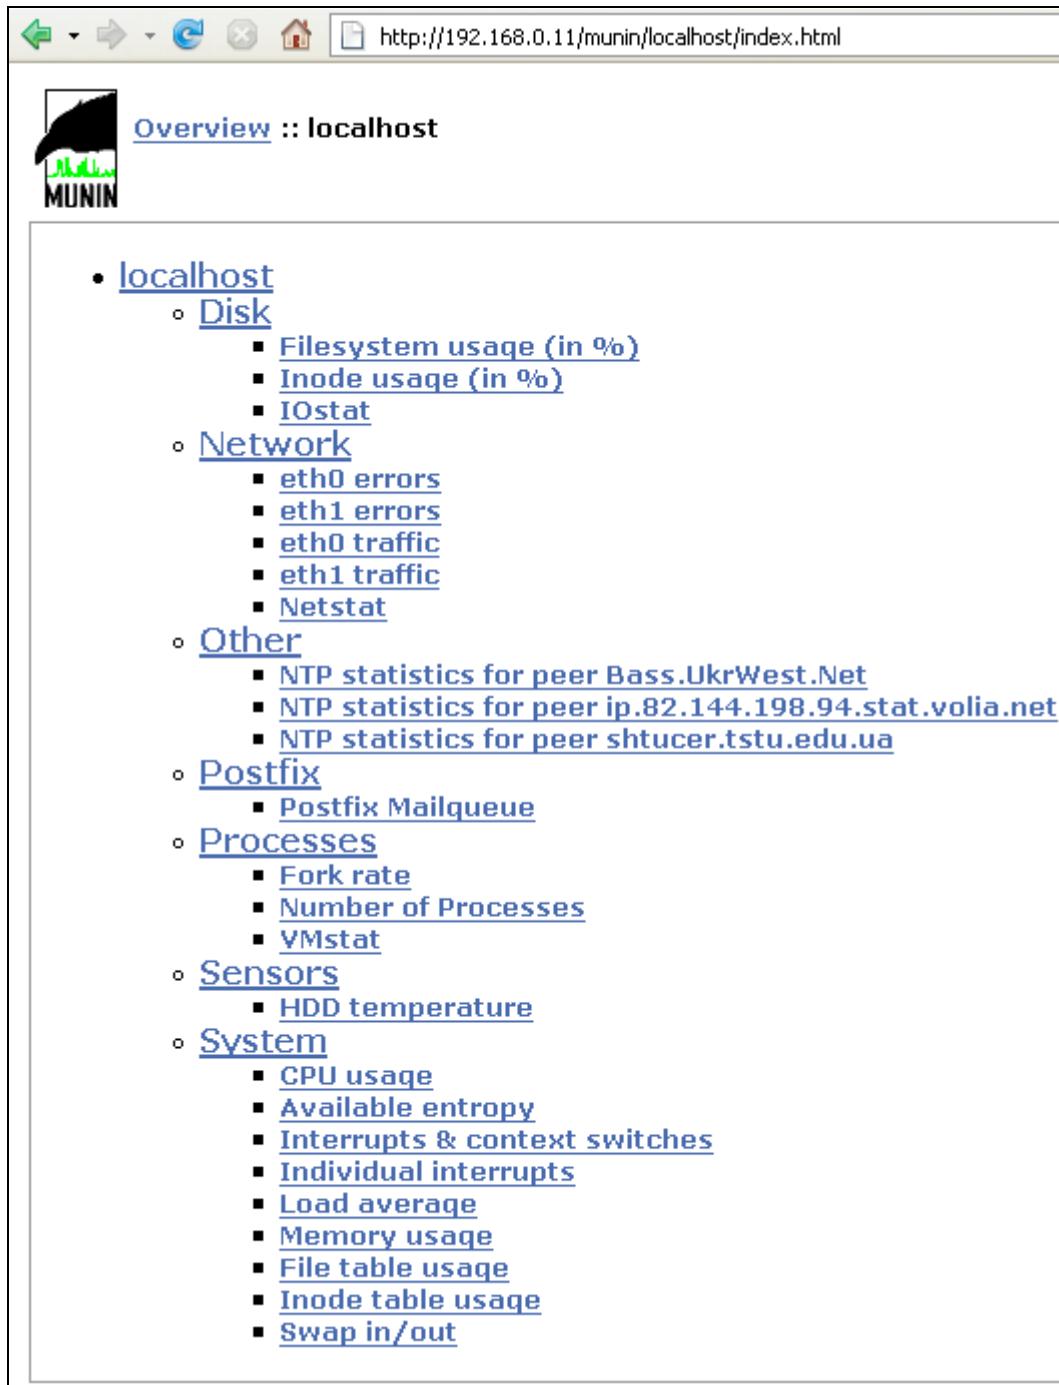 http://192.168.0.11/munin/localhost/index.html
Overview :: localhost
MUNIN
localhost
Disk
Filesystem usage (in %)
Inode usage (in %)
IOstat
Network
eth0 errors
eth1 errors
eth0 traffic
eth1 traffic
Netstat
Other
NTP statistics for peer Bass.UkrWest.Net
NTP statistics for peer ip.82.144.198.94.stat.volia.net
NTP statistics for peer shtucer.tstu.edu.ua
Postfix
Postfix Mailqueue
Processes
Fork rate
Number of Processes
VMstat
Sensors
HDD temperature
System
CPU usage
Available entropy
Interrupts & context switches
Individual interrupts
Load average
Memory usage
File table usage
Inode table usage
Swap in/out